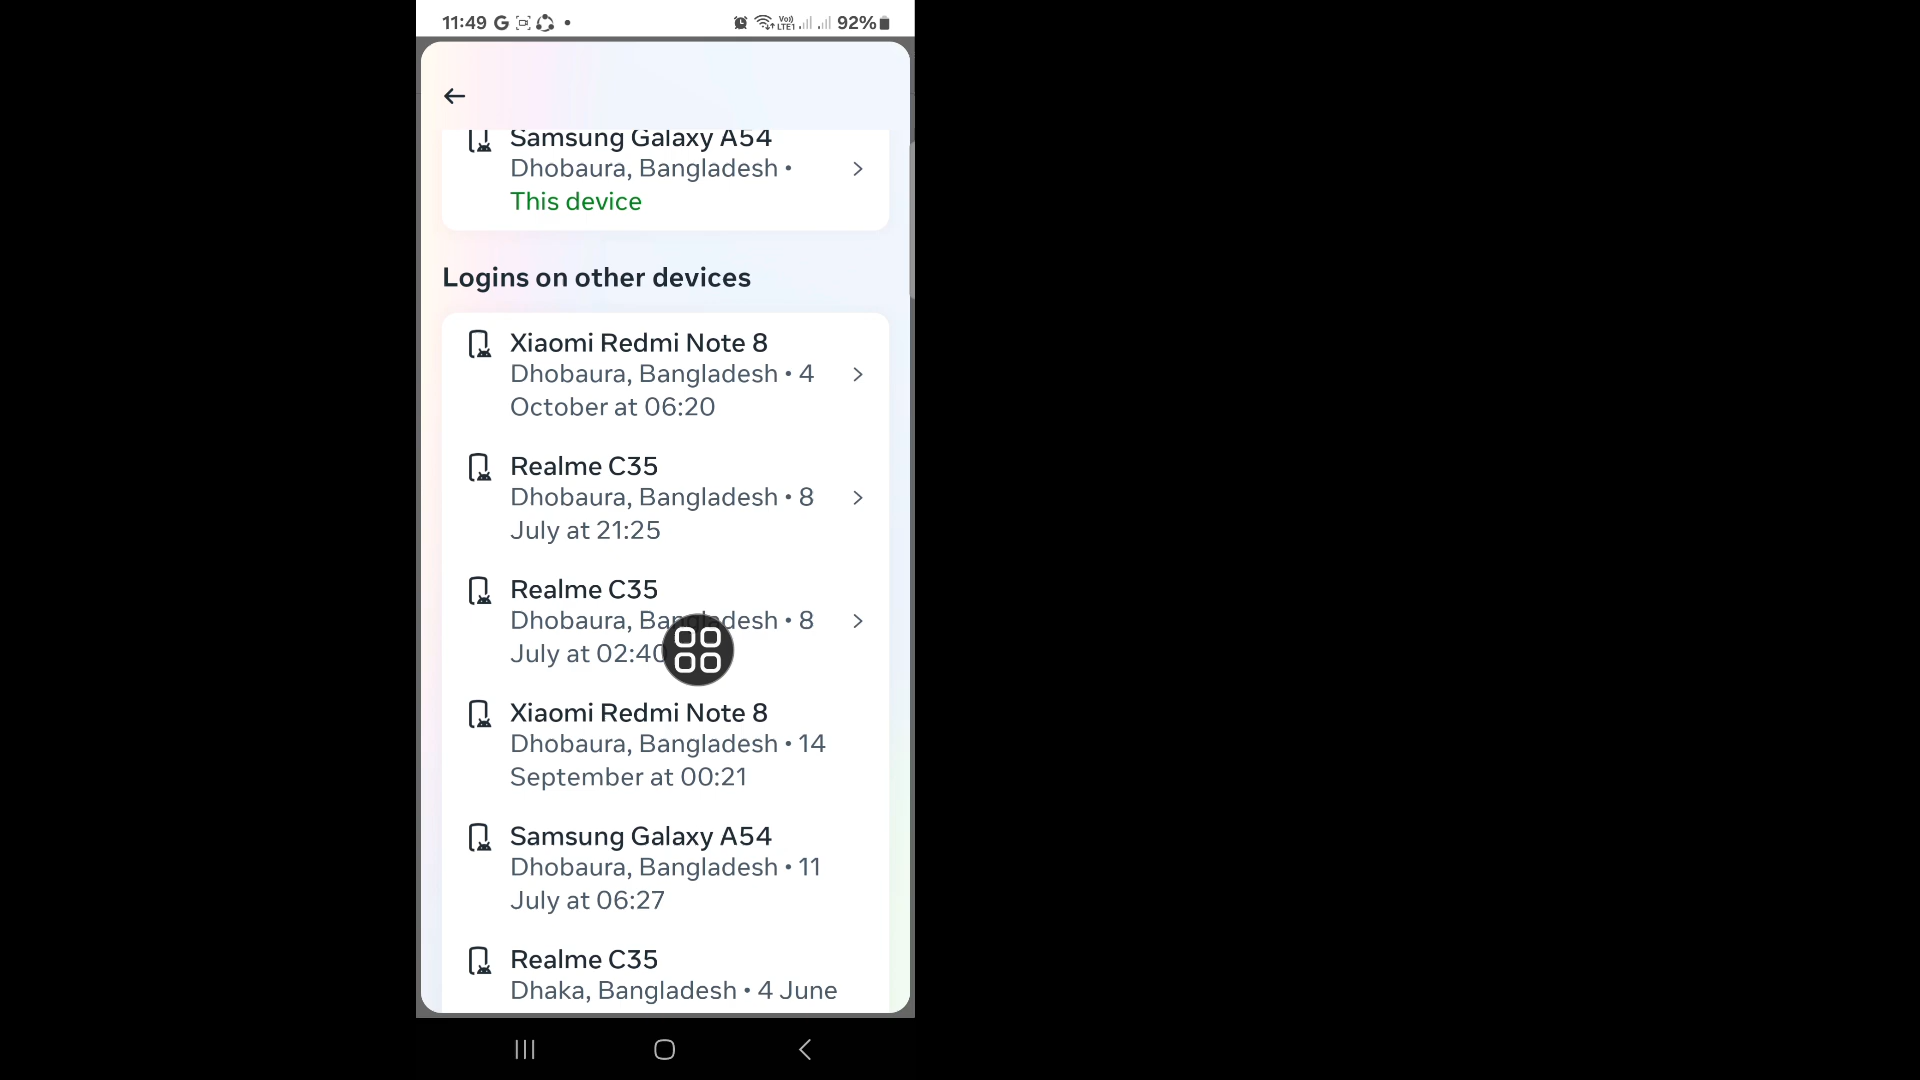 11:49 G
Vo)) LTE1 92%
Samsung Galaxy A54
Dhobaura, Bangladesh •
This device
Logins on other devices
Xiaomi Redmi Note 8
Dhobaura, Bangladesh • 4
October at 06:20
Realme C35
Dhobaura, Bangladesh • 8
July at 21:25
Realme C35
Dhobaura, Bangladesh • 8
July at 02:40
Xiaomi Redmi Note 8
Dhobaura, Bangladesh • 14
September at 00:21
Samsung Galaxy A54
Dhobaura, Bangladesh • 11
July at 06:27
Realme C35
Dhaka, Bangladesh • 4 June